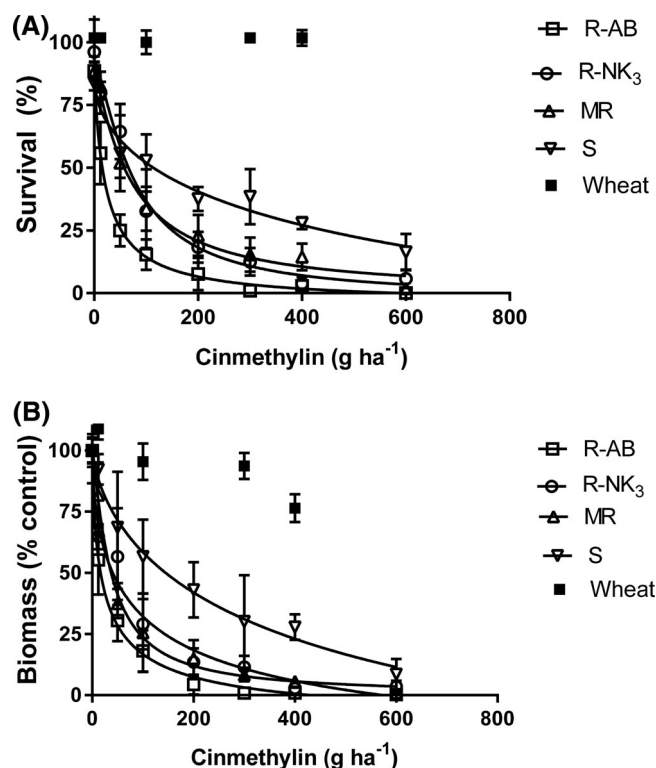 (A)
Survival (%)
100
75
50
25
0
0 200 400 600 800
Cinmethylin (g ha⁻¹)
R-AB
R-NK₃
MR
S
Wheat
(B)
Biomass (% control)
100
75
50
25
0
0 200 400 600 800
Cinmethylin (g ha⁻¹)
R-AB
R-NK₃
MR
S
Wheat